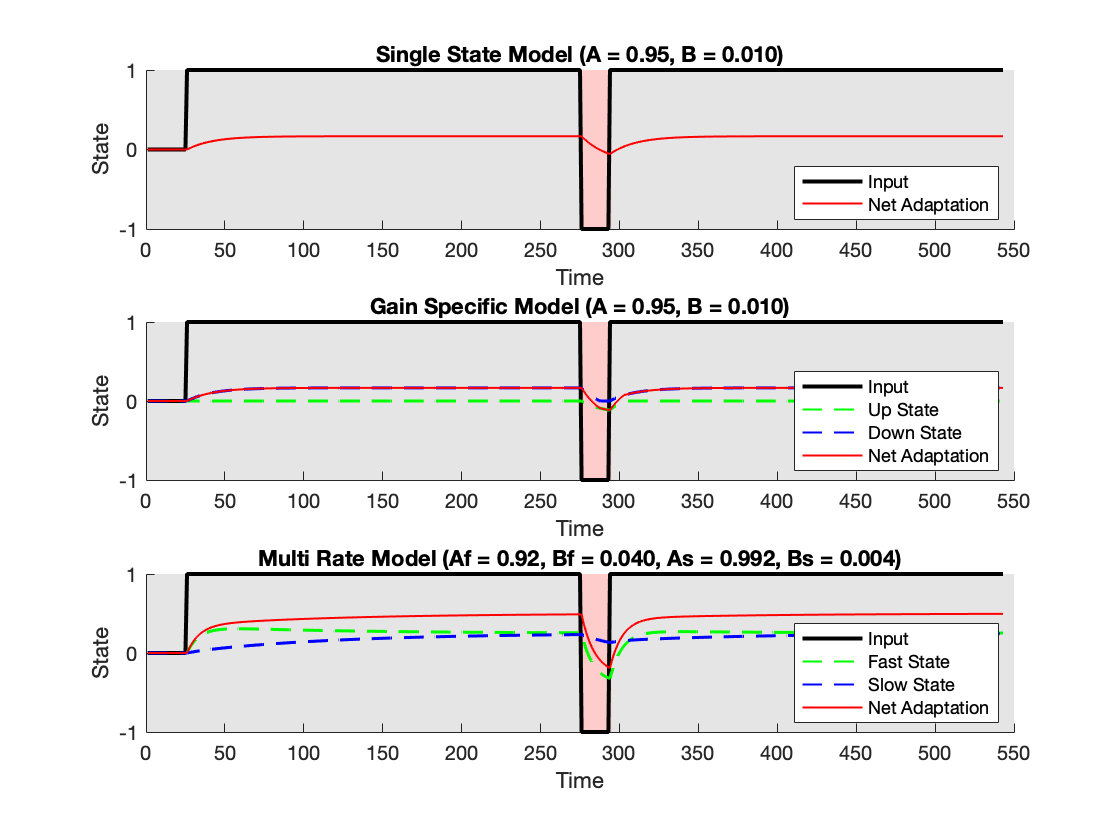 Single State Model (A = 0.95, B = 0.010)
1
0
-1
State
Input
Net Adaptation
0 50 100 150 200 250 300 350 400 450 500 550
Time
Gain Specific Model (A = 0.95, B = 0.010)
1
0
-1
State
Input
Up State
Down State
Net Adaptation
0 50 100 150 200 250 300 350 400 450 500 550
Time
Multi Rate Model (Af = 0.92, Bf = 0.040, As = 0.992, Bs = 0.004)
1
0
-1
State
Input
Fast State
Slow State
Net Adaptation
0 50 100 150 200 250 300 350 400 450 500 550
Time